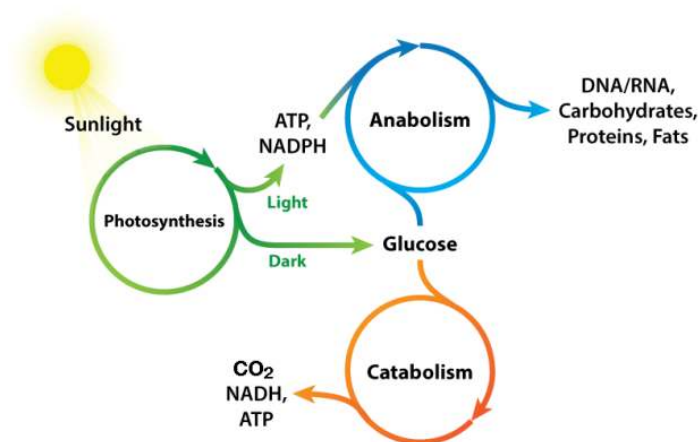 Sunlight
ATP,
NADPH
Anabolism
DNA/RNA,
Carbohydrates,
Proteins, Fats
Photosynthesis
Light
Dark
Glucose
CO₂
NADH,
ATP
Catabolism